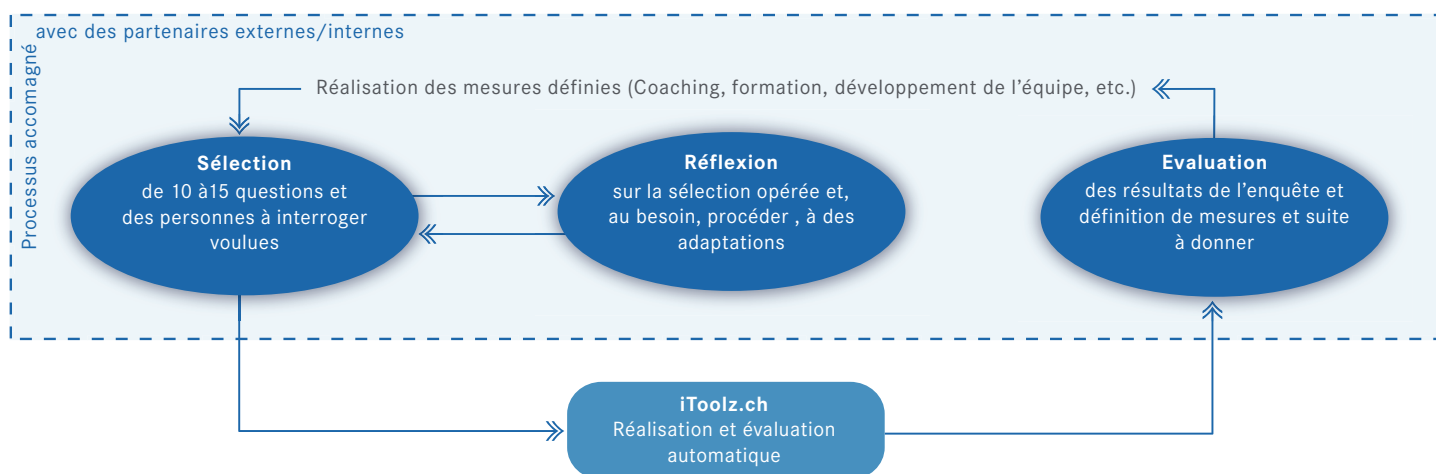 avec des partenaires externes/internes
Processus accomagné
Réalisation des mesures définies (Coaching, formation, développement de l'équipe, etc.)
Sélection
de 10 à15 questions et
des personnes à interroger
voulues
Réflexion
sur la sélection opérée et,
au besoin, procéder , à des
adaptations
Evaluation
des résultats de l'enquête et
définition de mesures et suite
à donner
iToolz.ch
Réalisation et évaluation
automatique